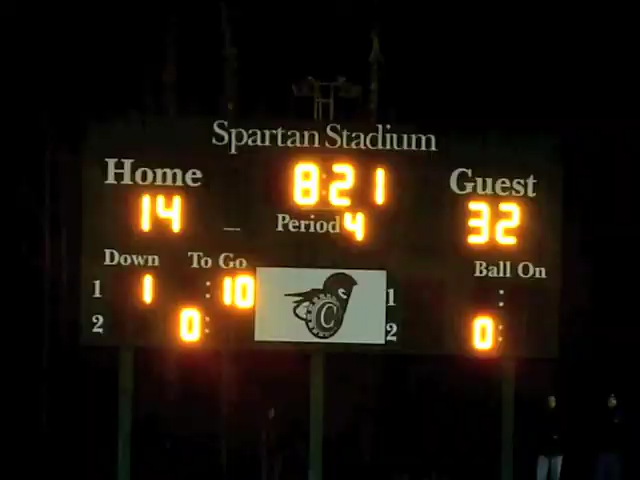 Spartan Stadium
Home 8:21 Guest
14 Period 4 32
Down To Go Ball On
1 1 : 10 1 :
2 0: 2 0:
C